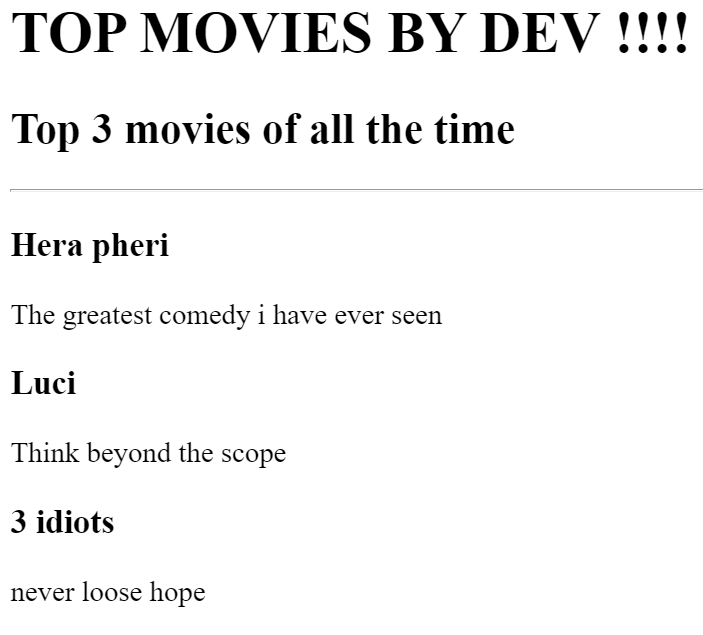 TOP MOVIES BY DEV !!!!
Top 3 movies of all the time
Hera pheri
The greatest comedy i have ever seen
Luci
Think beyond the scope
3 idiots
never loose hope